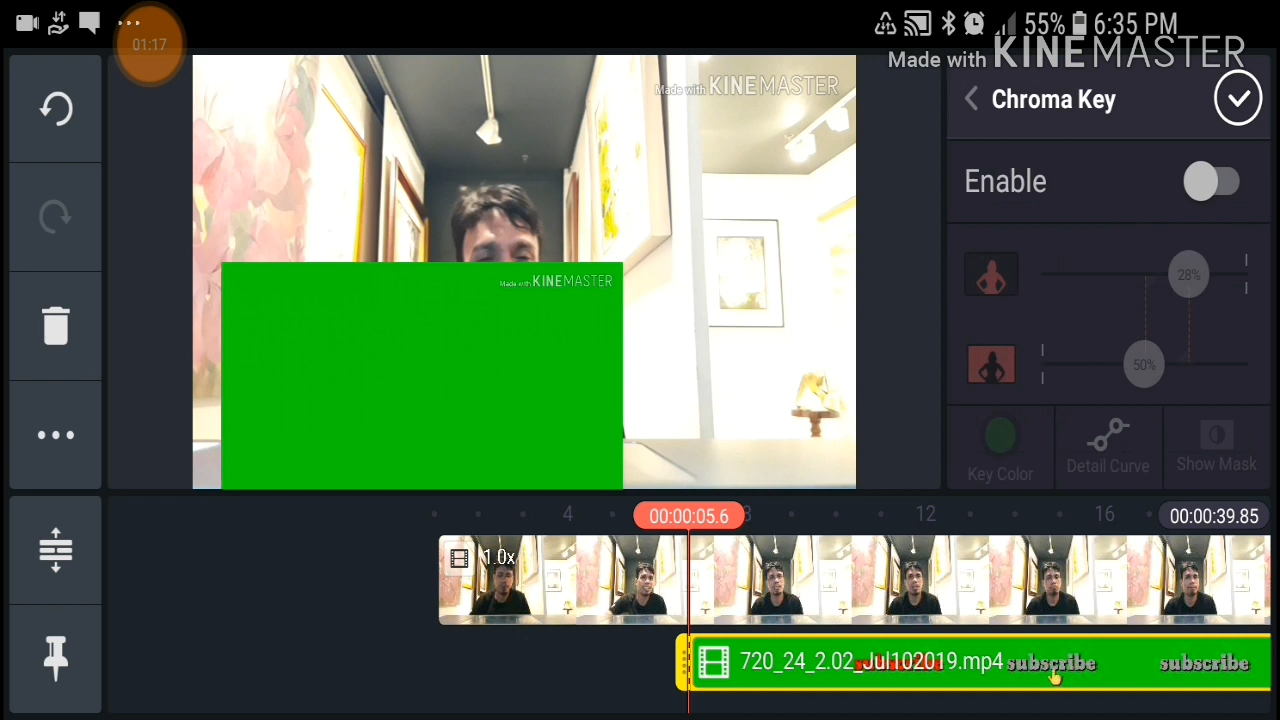 01:17
55% 6:35 PM
Made with KINEMASTER
Made with KINEMASTER
Chroma Key
Enable
28%
50%
Key Color
Detail Curve
Show Mask
Made with KINEMASTER
4
00:00:05.6
8
12
16
00:00:39.85
1.0x
720_24_2.02_Jul102019.mp4
subscribe
subscribe